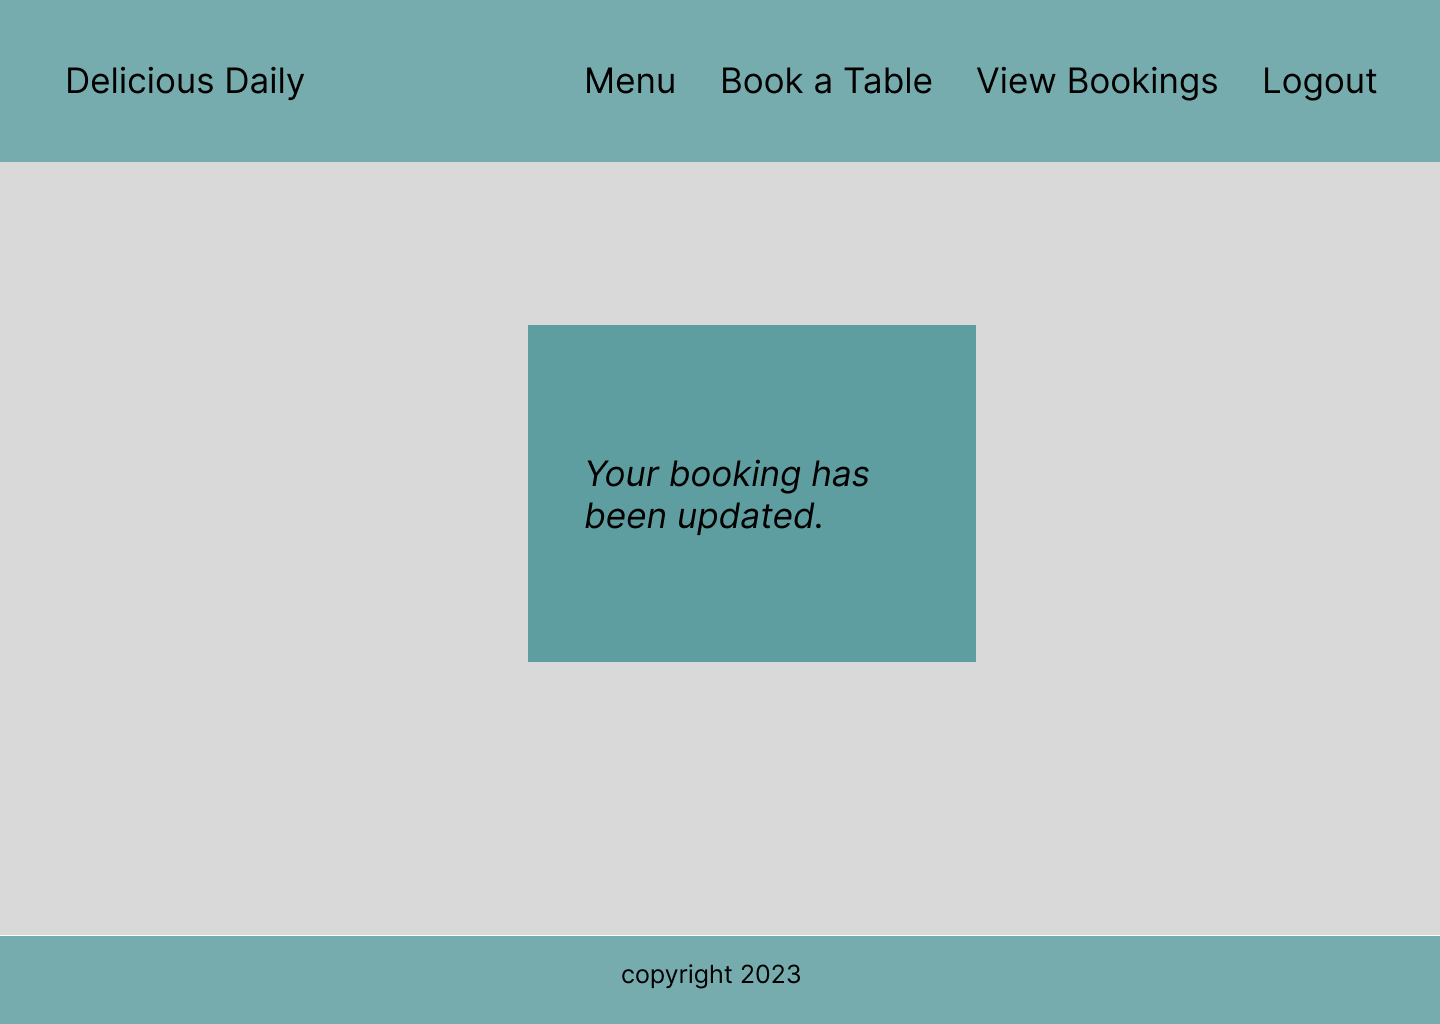 Delicious Daily Menu Book a Table View Bookings Logout
Your booking has
been updated.
copyright 2023